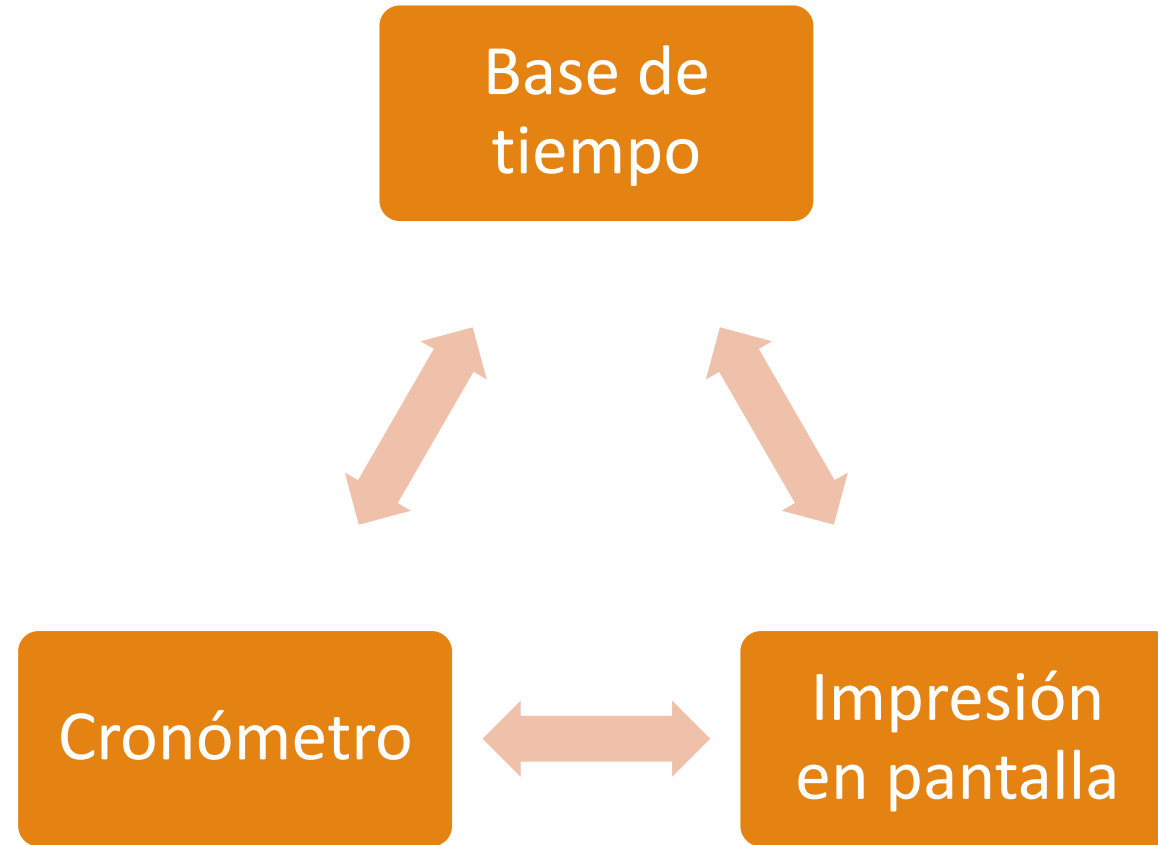 Base de
tiempo
Cronómetro
Impresión
en pantalla